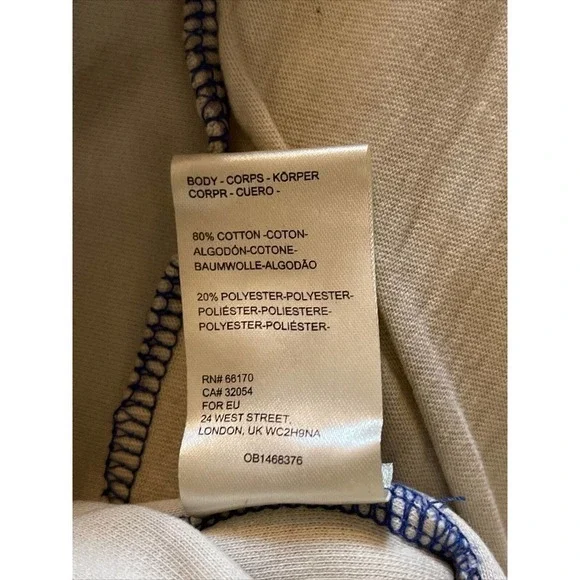 BODY - CORPS - KÖRPER
CORPR - CUERO -
80% COTTON -COTON-
ALGODÓN-COTONE-
BAUMWOLLE-ALGODÃO
20% POLYESTER-POLYESTER-
POLIÉSTER-POLIESTERE-
POLYESTER-POLIÉSTER-
RN# 66170
CA# 32054
FOR EU
24 WEST STREET,
LONDON, UK WC2H9NA
OB1468376